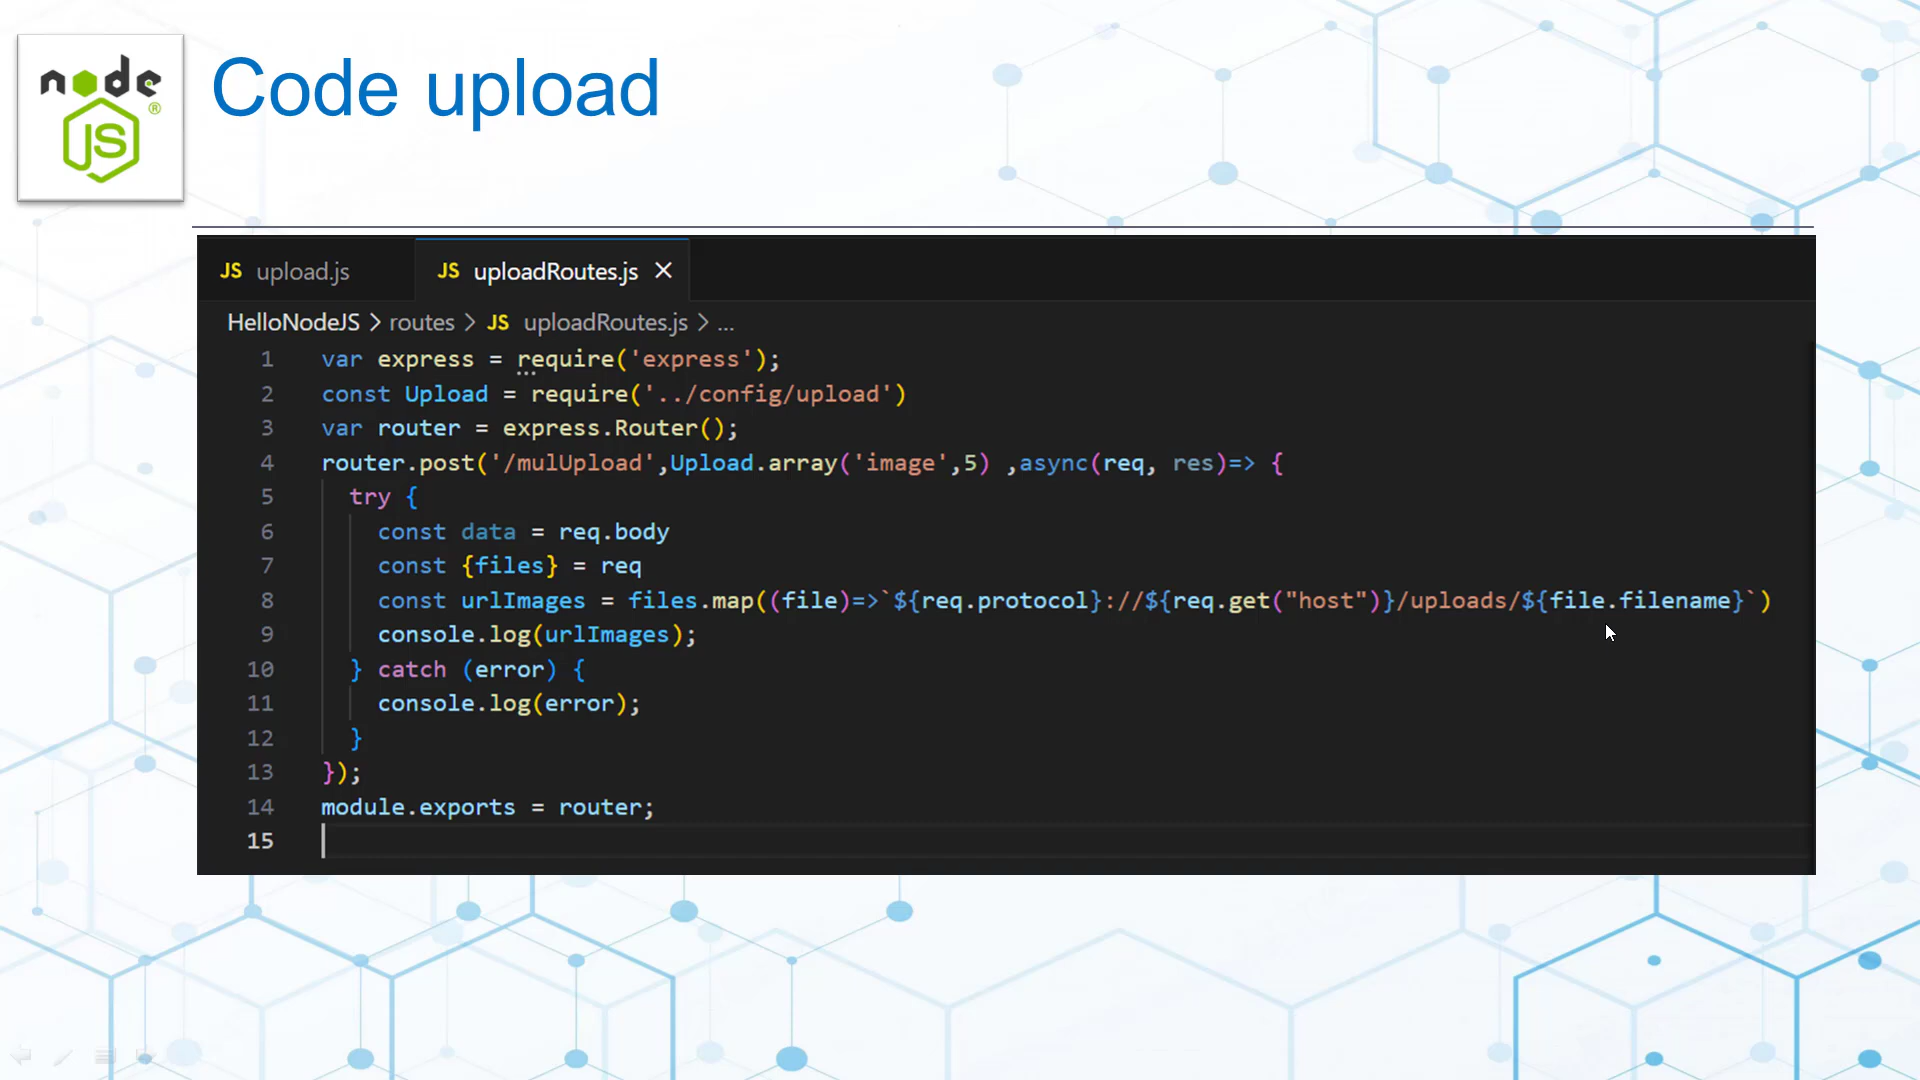 node
JS
®
Code upload
JS upload.js
JS uploadRoutes.js ×
HelloNodeJS > routes > JS uploadRoutes.js > ...
1 var express = require('express');
2 const Upload = require('../config/upload')
3 var router = express.Router();
4 router.post('/mulUpload',Upload.array('image',5) ,async(req, res)=> {
5 try {
6 const data = req.body
7 const {files} = req
8 const urlImages = files.map((file)=>`${req.protocol}://${req.get("host")}/uploads/${file.filename}`)
9 console.log(urlImages);
10 } catch (error) {
11 console.log(error);
12 }
13 });
14 module.exports = router;
15